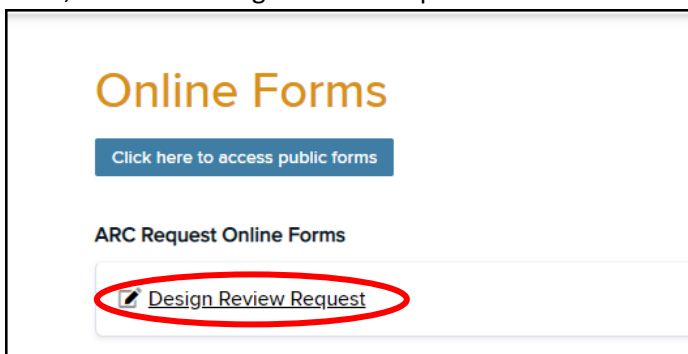 Online Forms
Click here to access public forms
ARC Request Online Forms
Design Review Request